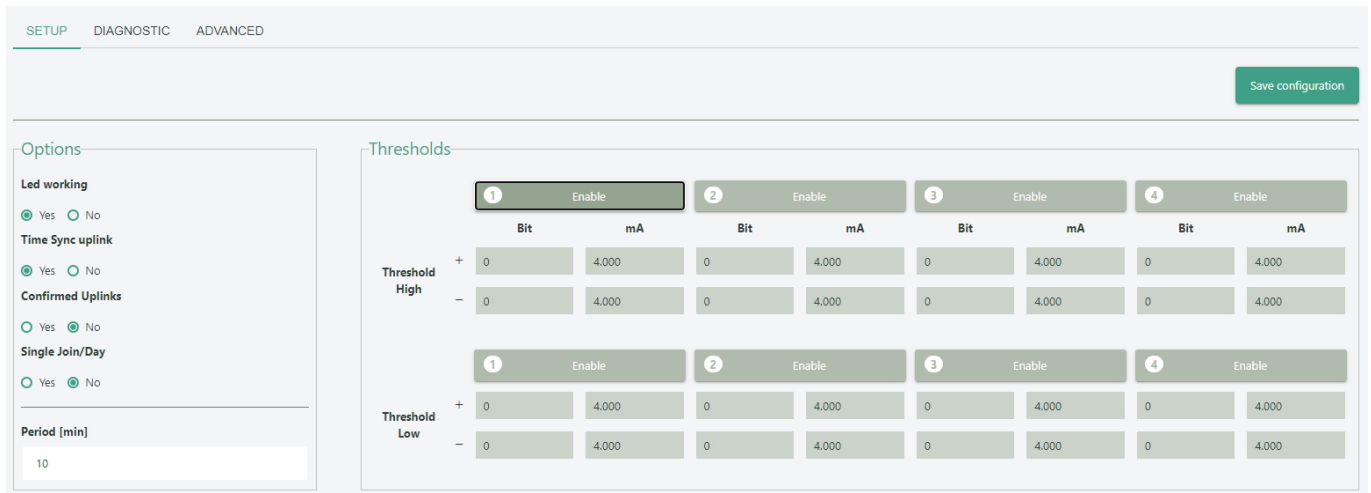 SETUP DIAGNOSTIC ADVANCED
Save configuration
Options
Led working
Yes No
Time Sync uplink
Yes No
Confirmed Uplinks
Yes No
Single Join/Day
Yes No
Period [min]
10
Thresholds
1 Enable 2 Enable 3 Enable 4 Enable
Bit mA Bit mA Bit mA Bit mA
Threshold
High
+ 0 4.000 0 4.000 0 4.000 0 4.000
− 0 4.000 0 4.000 0 4.000 0 4.000
1 Enable 2 Enable 3 Enable 4 Enable
Threshold
Low
+ 0 4.000 0 4.000 0 4.000 0 4.000
− 0 4.000 0 4.000 0 4.000 0 4.000